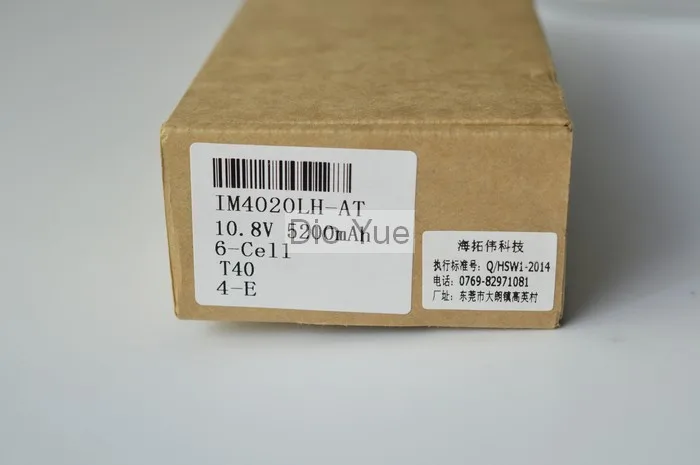 IM4020LH-AT
10.8V 5200mAh
6-Cell
T40
4-E
Dio Yue
海拓伟科技
执行标准号: Q/HSW1-2014
电话: 0769-82971081
厂址: 东莞市大朗镇高英村